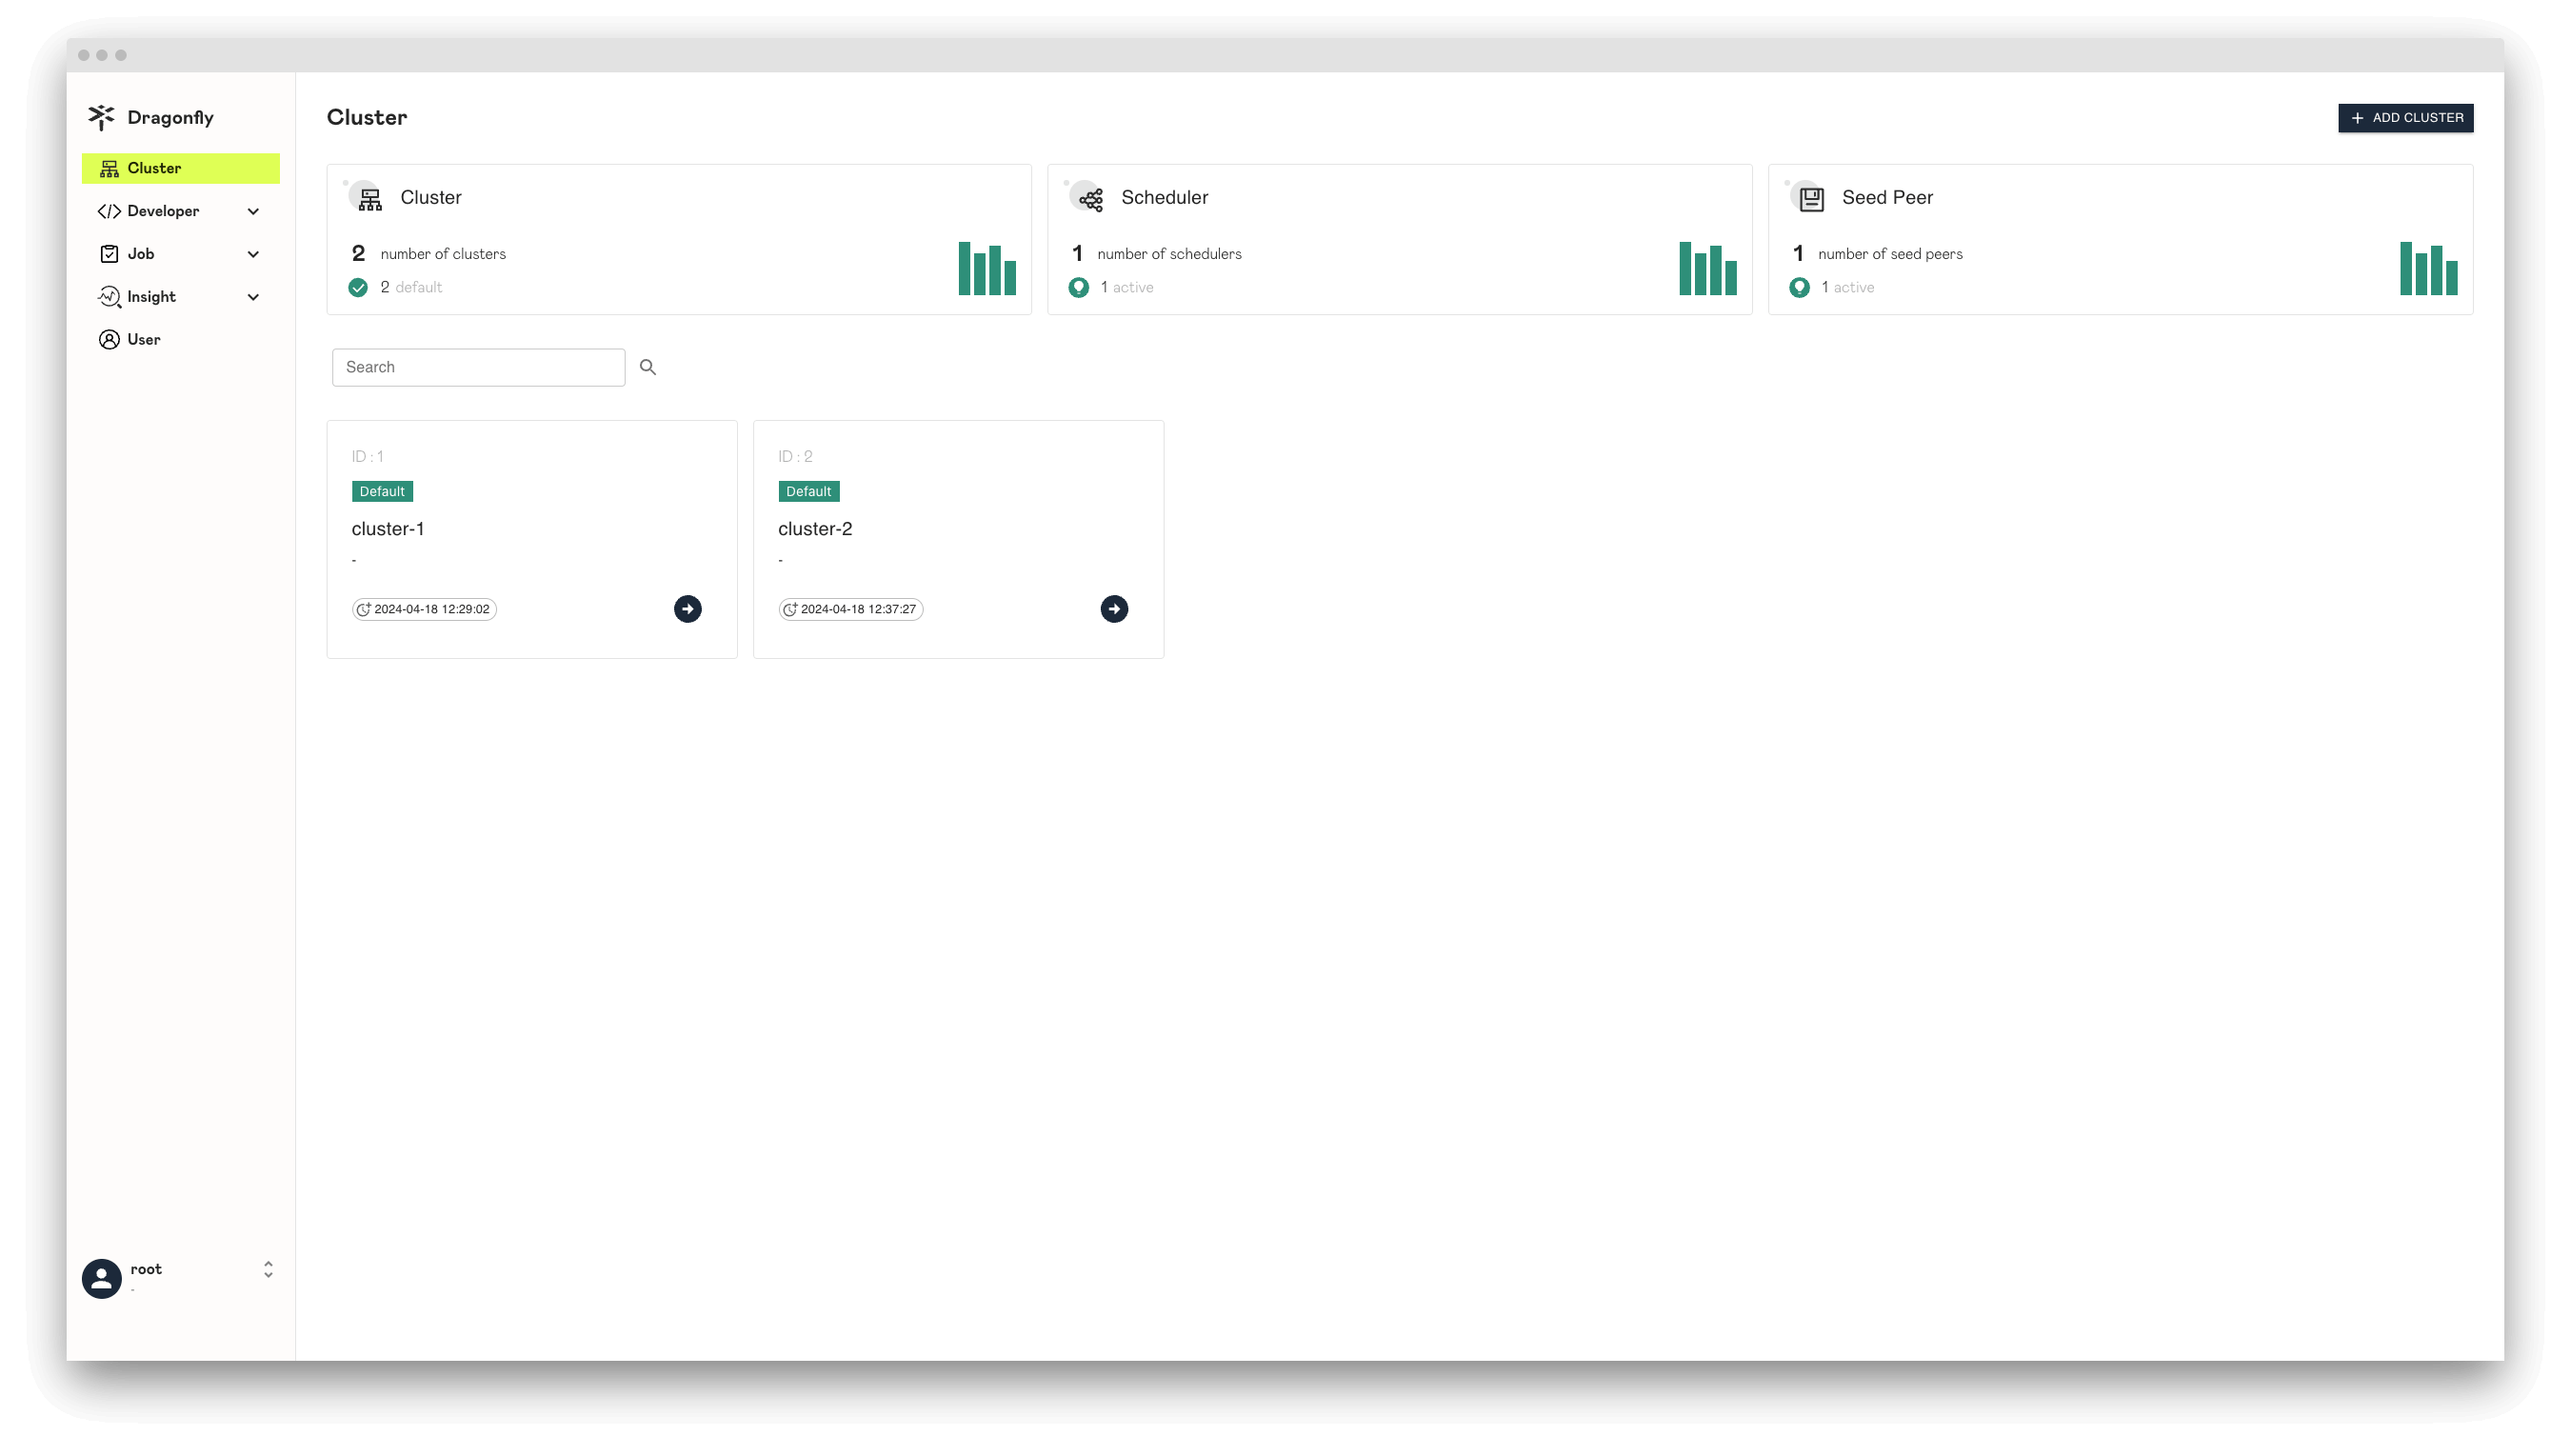 Dragonfly
Cluster
Developer
Job
Insight
User
root
-
Cluster
ADD CLUSTER
Cluster
2 number of clusters
2 default
Scheduler
1 number of schedulers
1 active
Seed Peer
1 number of seed peers
1 active
Search
ID : 1
Default
cluster-1
-
2024-04-18 12:29:02
ID : 2
Default
cluster-2
-
2024-04-18 12:37:27